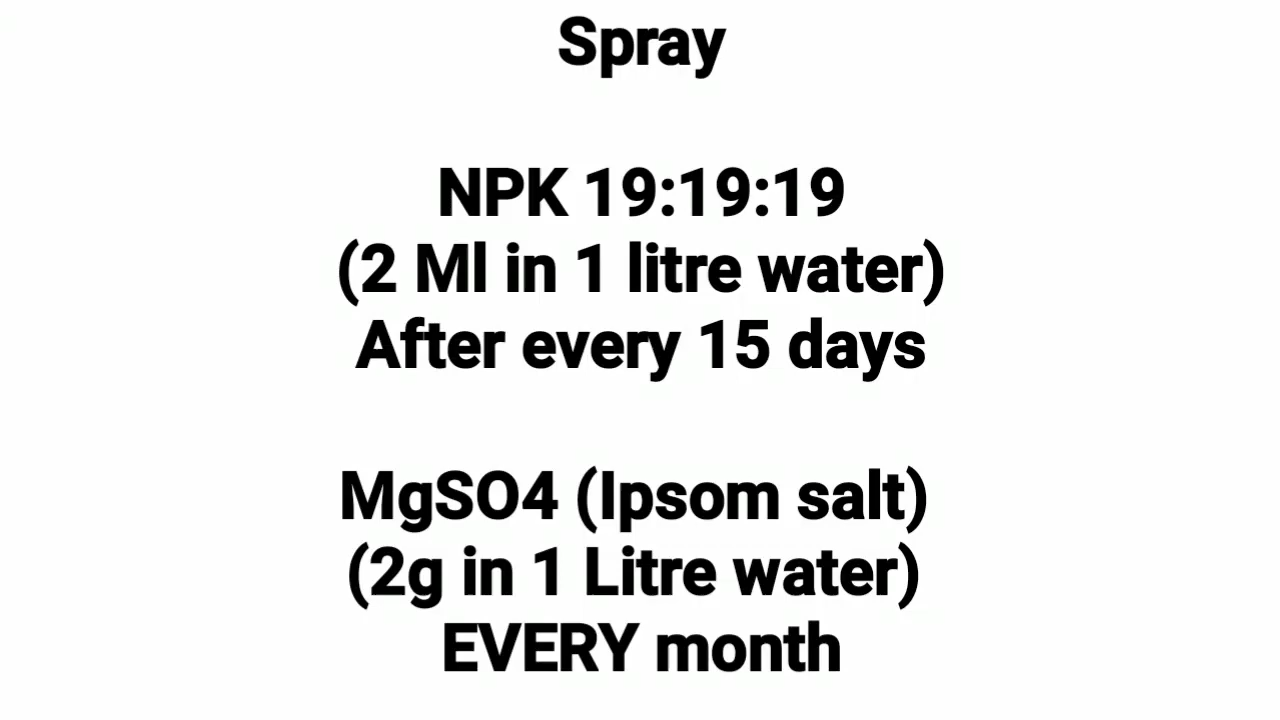 Spray
NPK 19:19:19
(2 Ml in 1 litre water)
After every 15 days
MgSO4 (Ipsom salt)
(2g in 1 Litre water)
EVERY month